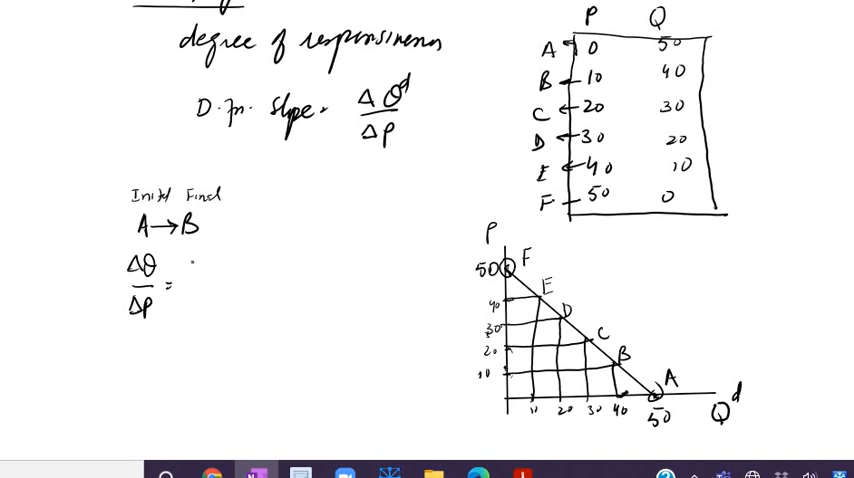 degree of responsiveness
D.fn. slope = ΔQd
ΔP
Initial Final
A → B
ΔQ
ΔP =
P Q
A 0 50
B 10 40
C 20 30
D 30 20
E 40 10
F 50 0
P
50 F
40 E
30 D
20 C
10 B
A
10 20 30 40 50 Qd